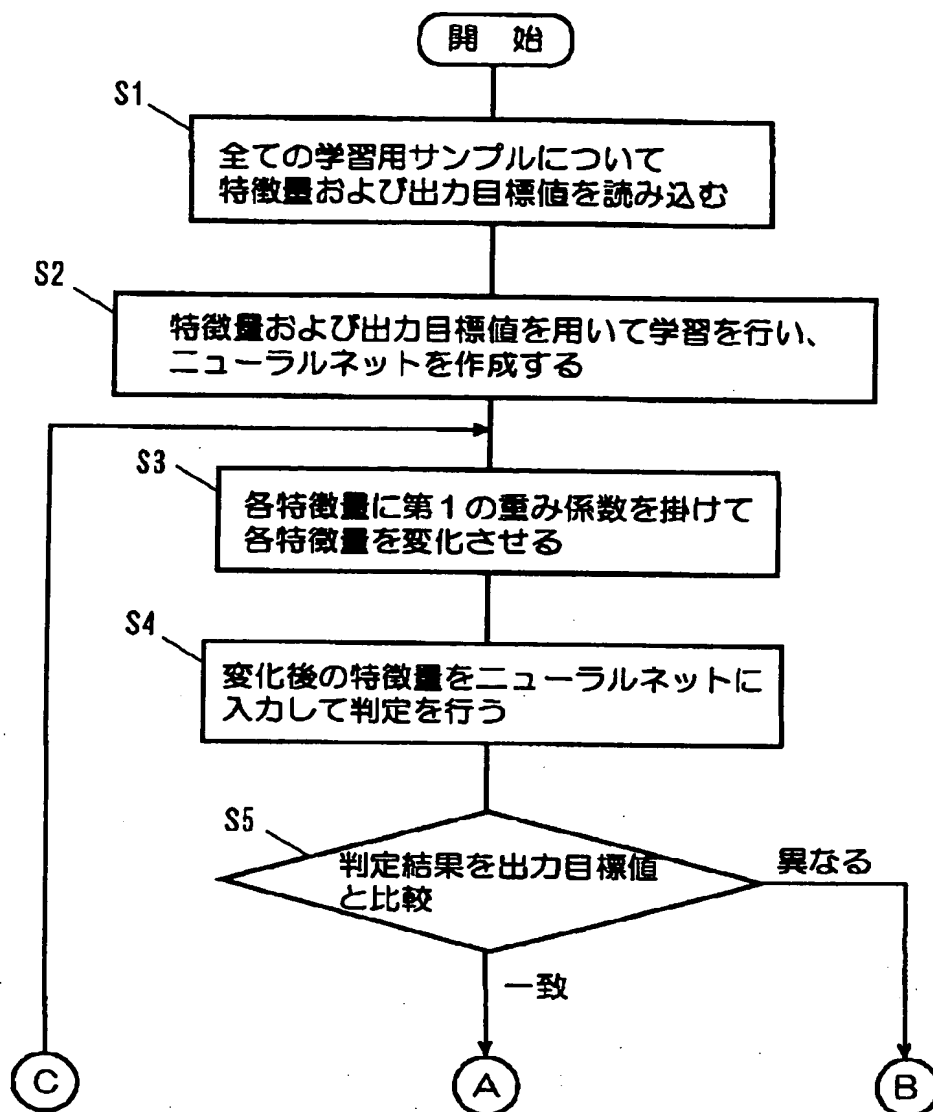 開 始
S1
全ての学習用サンプルについて
特徴量および出力目標値を読み込む
S2
特徴量および出力目標値を用いて学習を行い、
ニューラルネットを作成する
S3
各特徴量に第1の重み係数を掛けて
各特徴量を変化させる
S4
変化後の特徴量をニューラルネットに
入力して判定を行う
S5
判定結果を出力目標値
と比較
異なる
一致
C
A
B